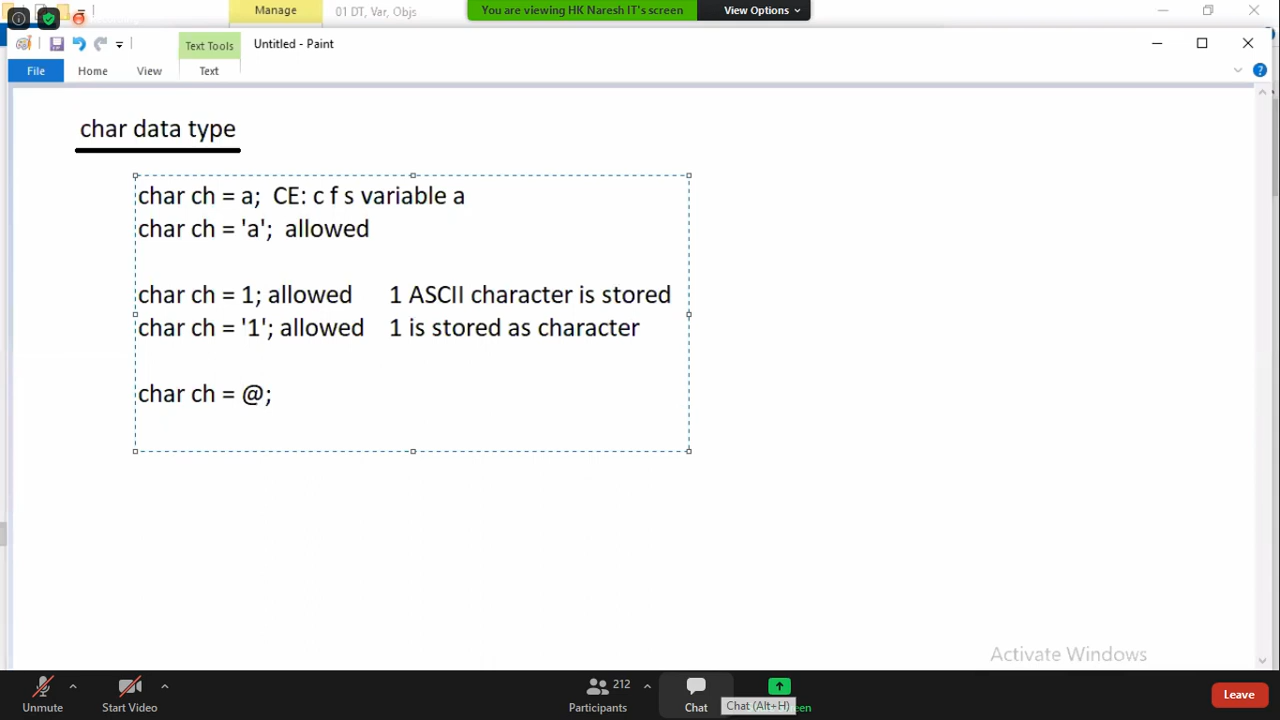 Manage
01 DT, Var, Objs
You are viewing HK Naresh IT's screen
View Options
Text Tools
Untitled - Paint
File
Home
View
Text
char data type
char ch = a;  CE: c f s variable a
char ch = 'a';  allowed
char ch = 1; allowed     1 ASCII character is stored
char ch = '1'; allowed    1 is stored as character
char ch = @;
Activate Windows
Unmute
Start Video
212
Participants
Chat
Chat (Alt+H)
Leave